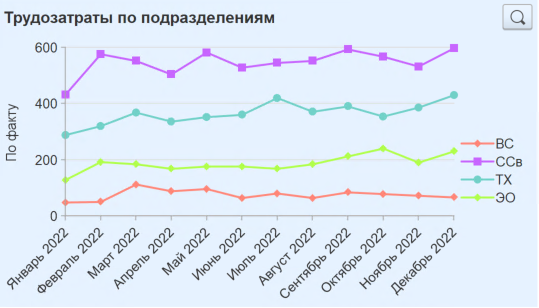 Трудозатраты по подразделениям
По факту
600
400
200
0
Январь 2022
Февраль 2022
Март 2022
Апрель 2022
Май 2022
Июнь 2022
Июль 2022
Август 2022
Сентябрь 2022
Октябрь 2022
Ноябрь 2022
Декабрь 2022
ВС
ССв
ТХ
ЭО